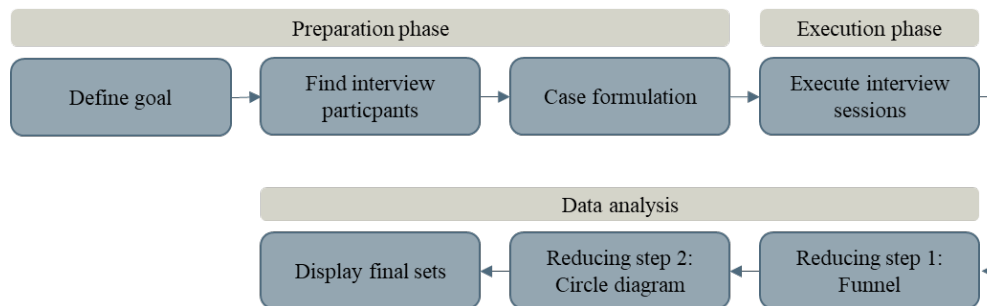 Preparation phase
Execution phase
Define goal
Find interview
particpants
Case formulation
Execute interview
sessions
Data analysis
Display final sets
Reducing step 2:
Circle diagram
Reducing step 1:
Funnel